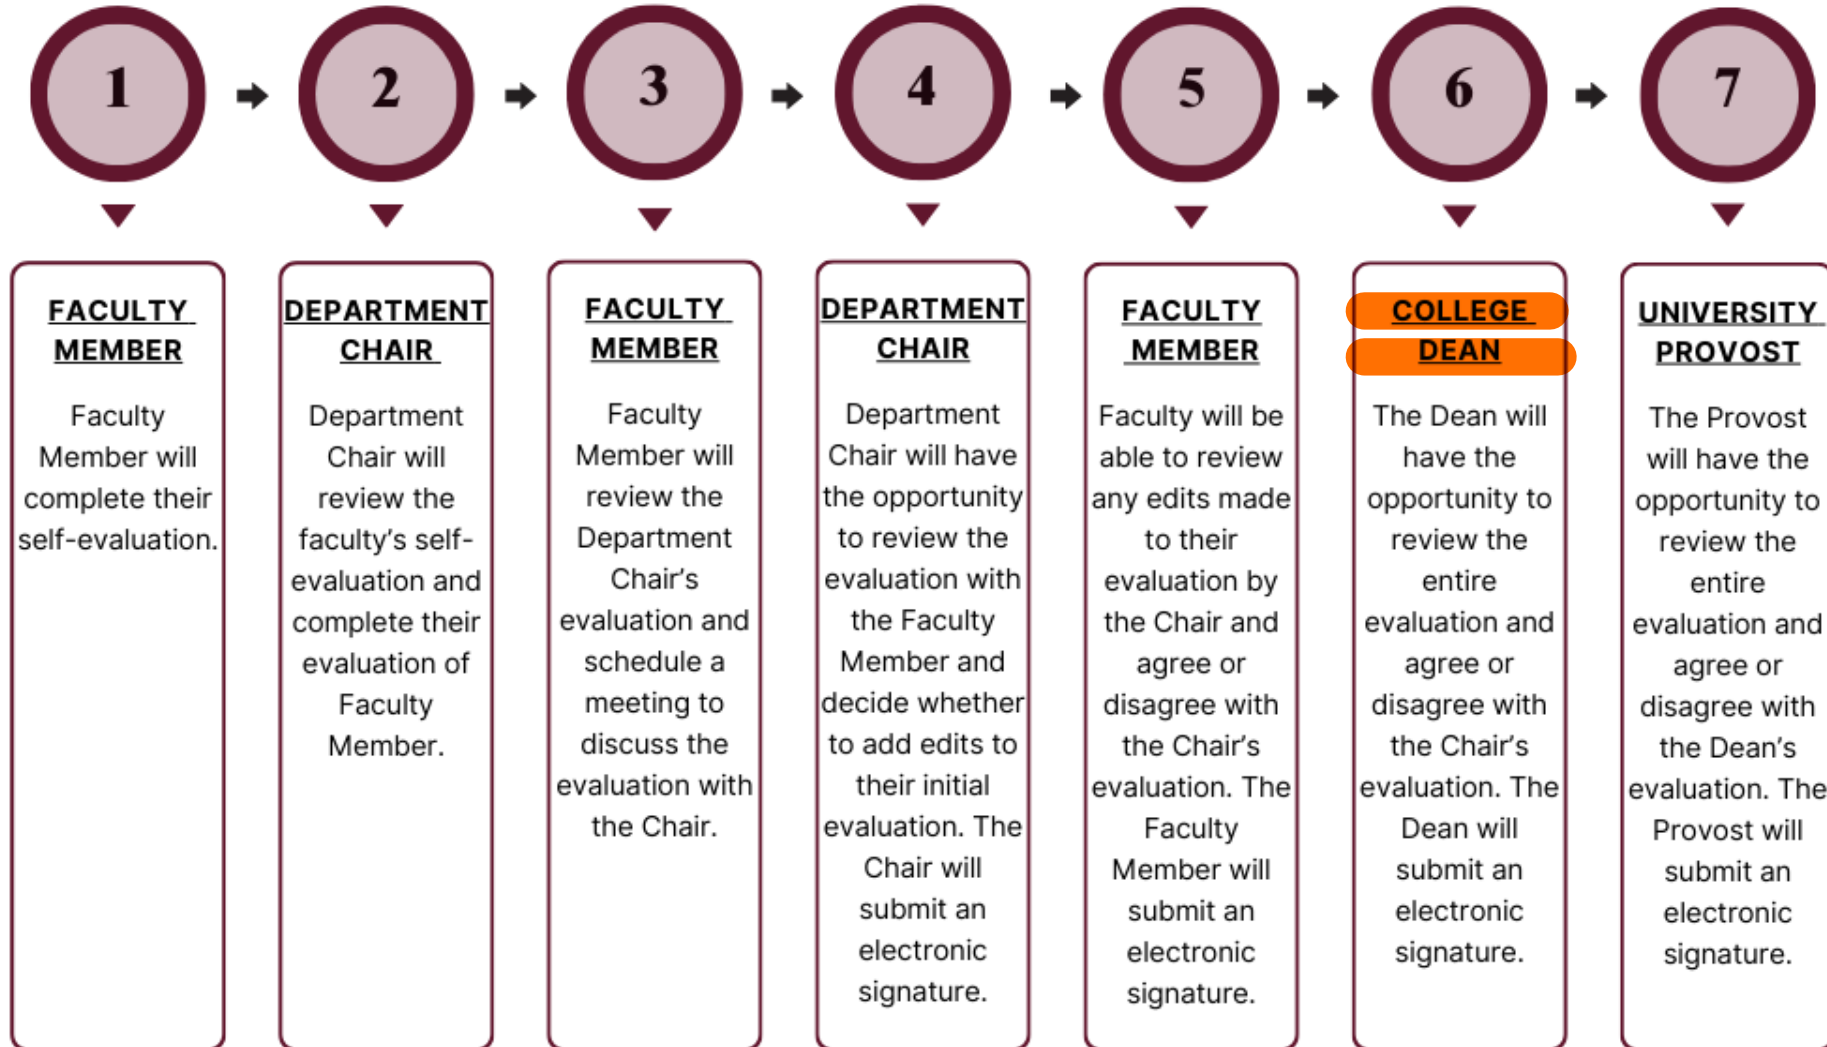 1
2
3
4
5
6
7
FACULTY
MEMBER
Faculty
Member will
complete their
self-evaluation.
DEPARTMENT
CHAIR
Department
Chair will
review the
faculty's self-
evaluation and
complete their
evaluation of
Faculty
Member.
FACULTY
MEMBER
Faculty
Member will
review the
Department
Chair's
evaluation and
schedule a
meeting to
discuss the
evaluation with
the Chair.
DEPARTMENT
CHAIR
Department
Chair will have
the opportunity
to review the
evaluation with
the Faculty
Member and
decide whether
to add edits to
their initial
evaluation. The
Chair will
submit an
electronic
signature.
FACULTY
MEMBER
Faculty will be
able to review
any edits made
to their
evaluation by
the Chair and
agree or
disagree with
the Chair's
evaluation. The
Faculty
Member will
submit an
electronic
signature.
COLLEGE
DEAN
The Dean will
have the
opportunity to
review the
entire
evaluation and
agree or
disagree with
the Chair's
evaluation. The
Dean will
submit an
electronic
signature.
UNIVERSITY
PROVOST
The Provost
will have the
opportunity to
review the
entire
evaluation and
agree or
disagree with
the Dean's
evaluation. The
Provost will
submit an
electronic
signature.